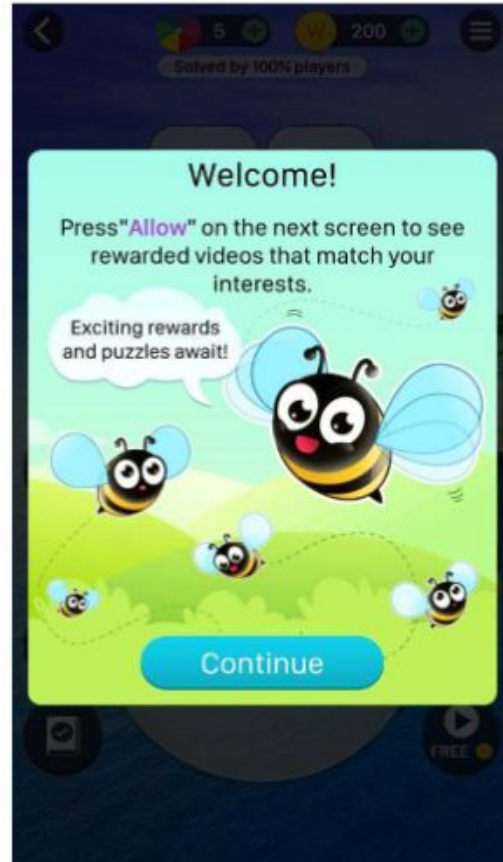 5
W 200
Solved by 100% players
Welcome!
Press"Allow" on the next screen to see
rewarded videos that match your
interests.
Exciting rewards
and puzzles await!
Continue
FREE